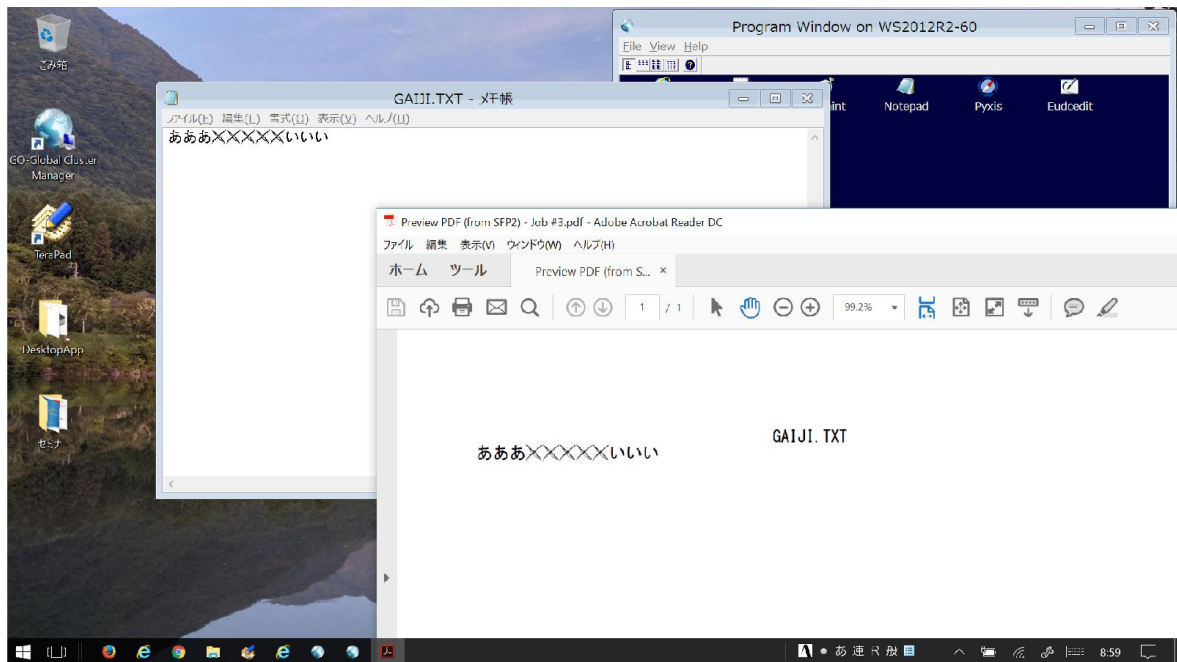 ごみ箱
GO-Global Cluster
Manager
TeraPad
DesktopApp
セミナ
Program Window on WS2012R2-60
File View Help
int Notepad Pyxis Eudcedit
GAIJI.TXT - メモ帳
ファイル(F) 編集(E) 書式(O) 表示(V) ヘルプ(H)
あああ×××××いいい
Preview PDF (from SFP2) - Job #3.pdf - Adobe Acrobat Reader DC
ファイル 編集 表示(V) ウィンドウ(W) ヘルプ(H)
ホーム ツール Preview PDF (from S... ×
1 / 1 99.2%
GAIJI.TXT
あああ×××××いいい
あ 連 R 般 8:59